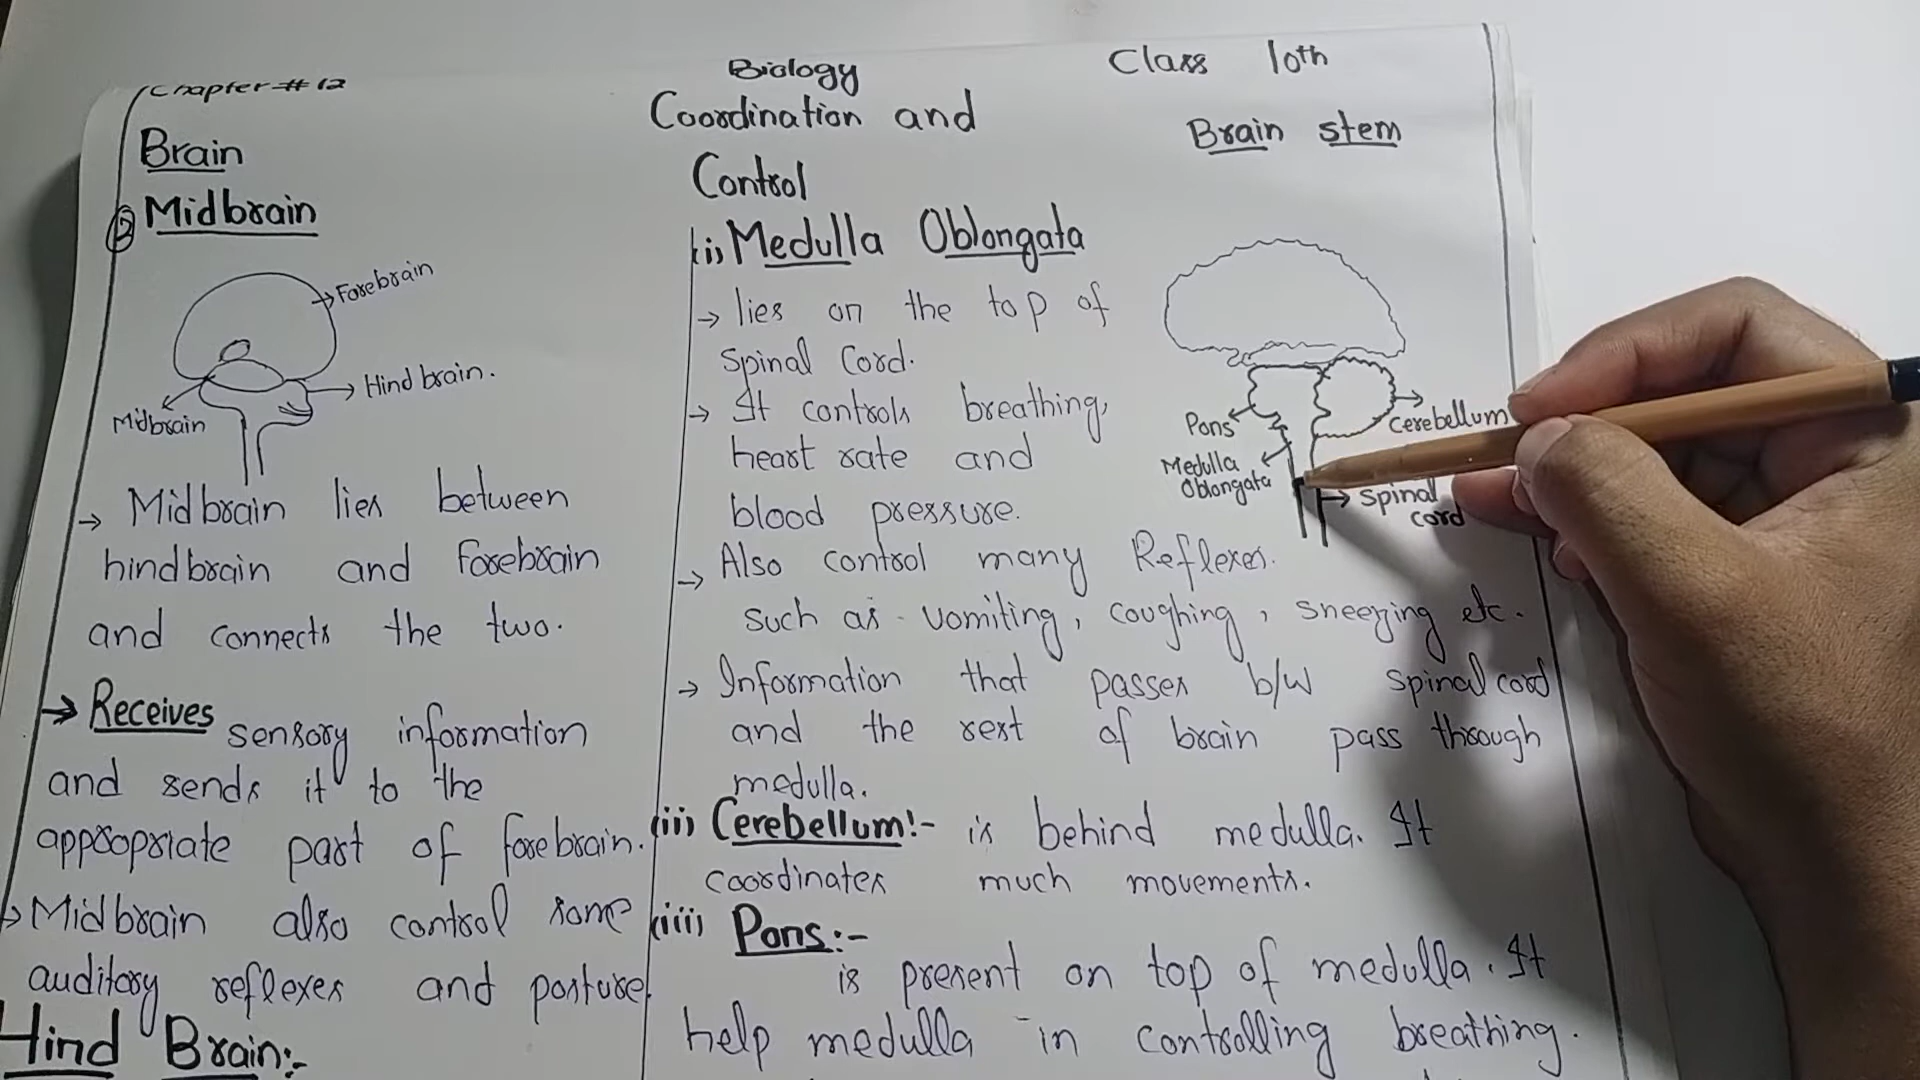 Chapter # 12
Biology
Class 10th
Coordination and
Control
Brain stem
Brain
2 Midbrain
Forebrain
Hind brain.
Midbrain
→ Midbrain lies between
hindbrain and Forebrain
and connects the two.
→ Receives sensory information
and sends it to the
appropriate part of forebrain.
→ Midbrain also control some
auditory reflexes and posture.
Hind Brain:-
(i) Medulla Oblongata
→ lies on the top of
Spinal Cord.
→ It controls breathing,
heart rate and
blood pressure.
→ Also control many Reflexes.
such as vomiting, coughing, sneezing etc.
→ Information that passes b/w spinal cord
and the rest of brain pass through
medulla.
(ii) Cerebellum:- is behind medulla. It
coordinates much movements.
(iii) Pons:-
is present on top of medulla. It
help medulla in controlling breathing.
Pons
Cerebellum
Medulla
Oblongata
Spinal
cord